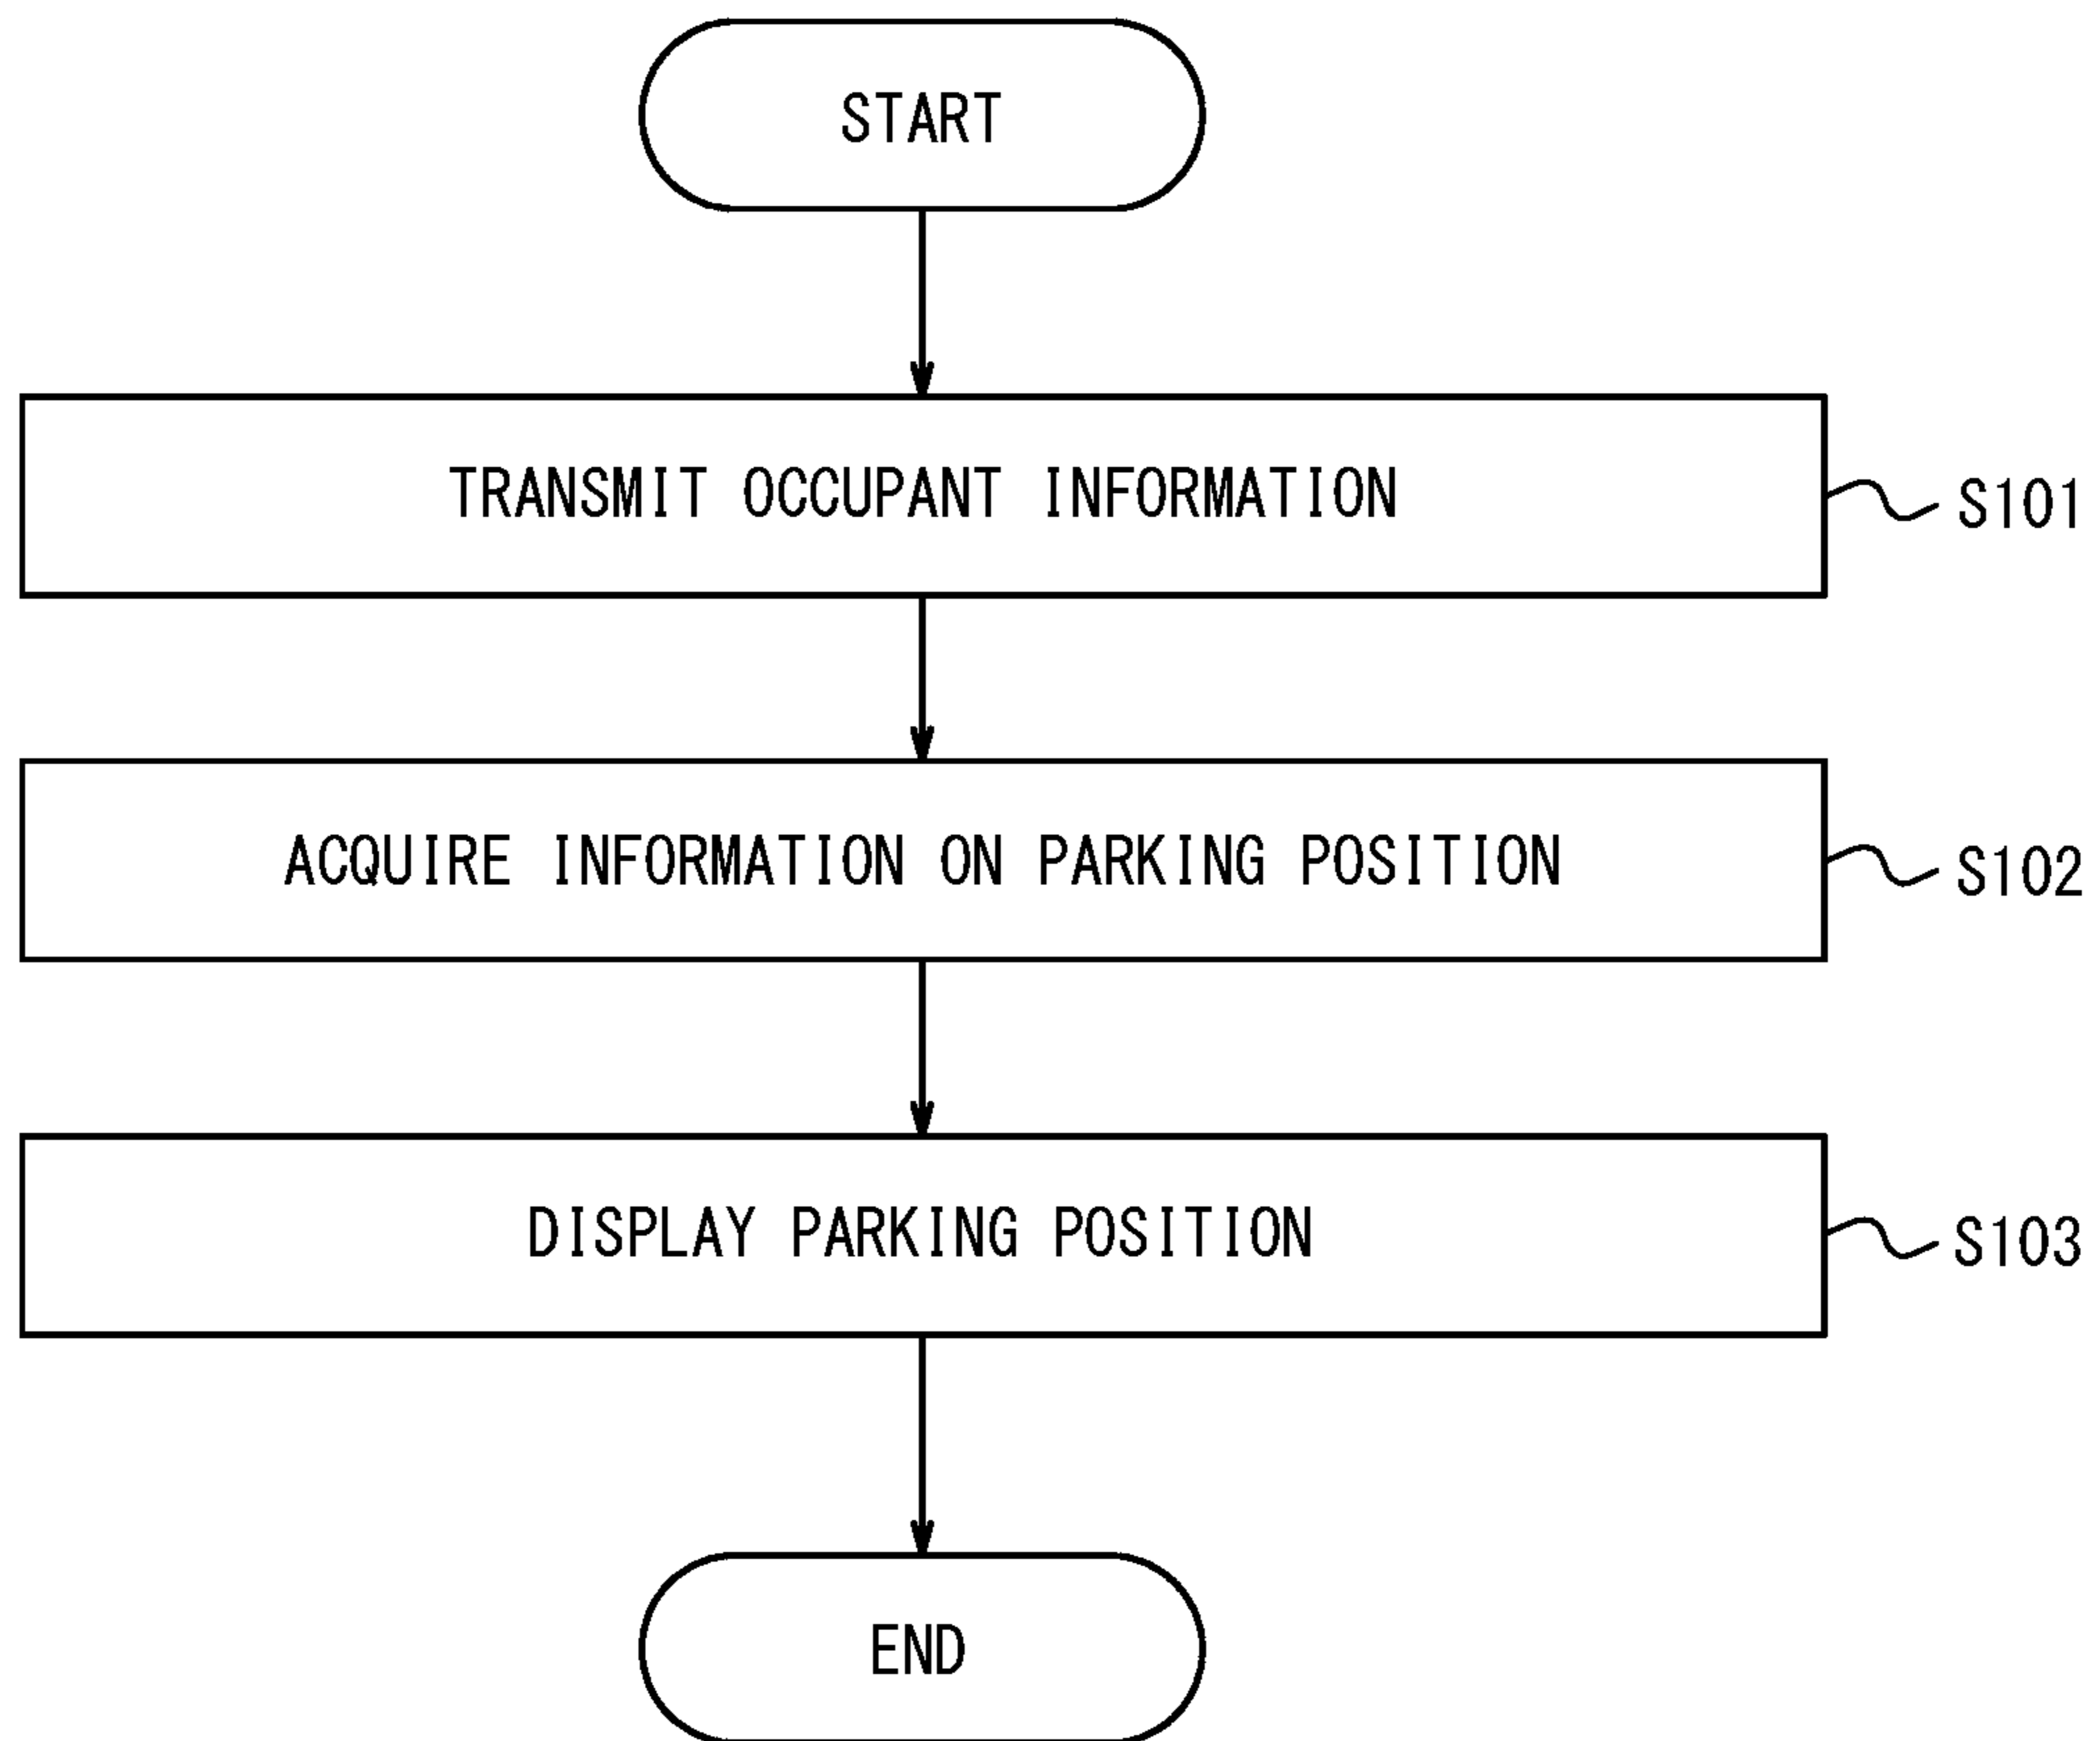 START
TRANSMIT OCCUPANT INFORMATION
S101
ACQUIRE INFORMATION ON PARKING POSITION
S102
DISPLAY PARKING POSITION
S103
END